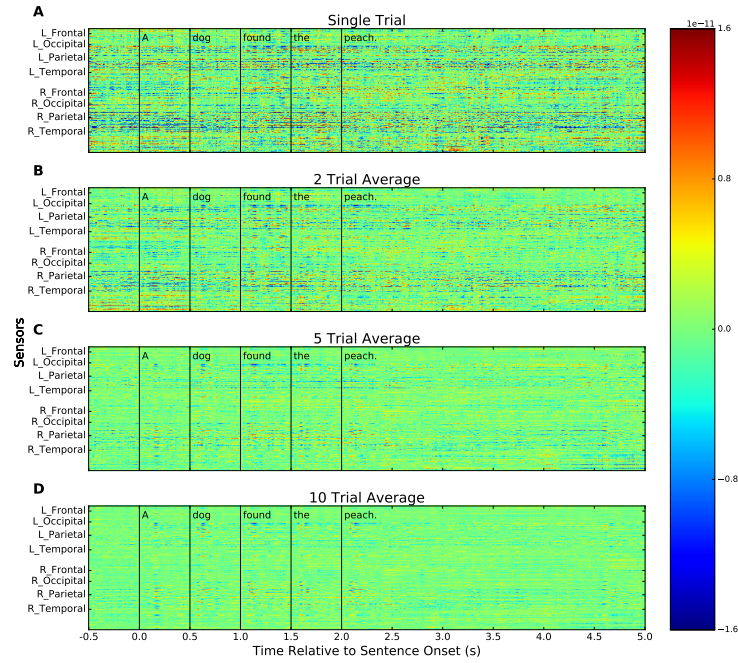 A
Single Trial
1e−11
L_Frontal
L_Occipital
L_Parietal
L_Temporal
R_Frontal
R_Occipital
R_Parietal
R_Temporal
A dog found the peach.
B
2 Trial Average
L_Frontal
L_Occipital
L_Parietal
L_Temporal
R_Frontal
R_Occipital
R_Parietal
R_Temporal
A dog found the peach.
C
5 Trial Average
L_Frontal
L_Occipital
L_Parietal
L_Temporal
R_Frontal
R_Occipital
R_Parietal
R_Temporal
A dog found the peach.
D
10 Trial Average
L_Frontal
L_Occipital
L_Parietal
L_Temporal
R_Frontal
R_Occipital
R_Parietal
R_Temporal
A dog found the peach.
-0.5 0.0 0.5 1.0 1.5 2.0 2.5 3.0 3.5 4.0 4.5 5.0
Time Relative to Sentence Onset (s)
Sensors
1.6
0.8
0.0
−0.8
−1.6